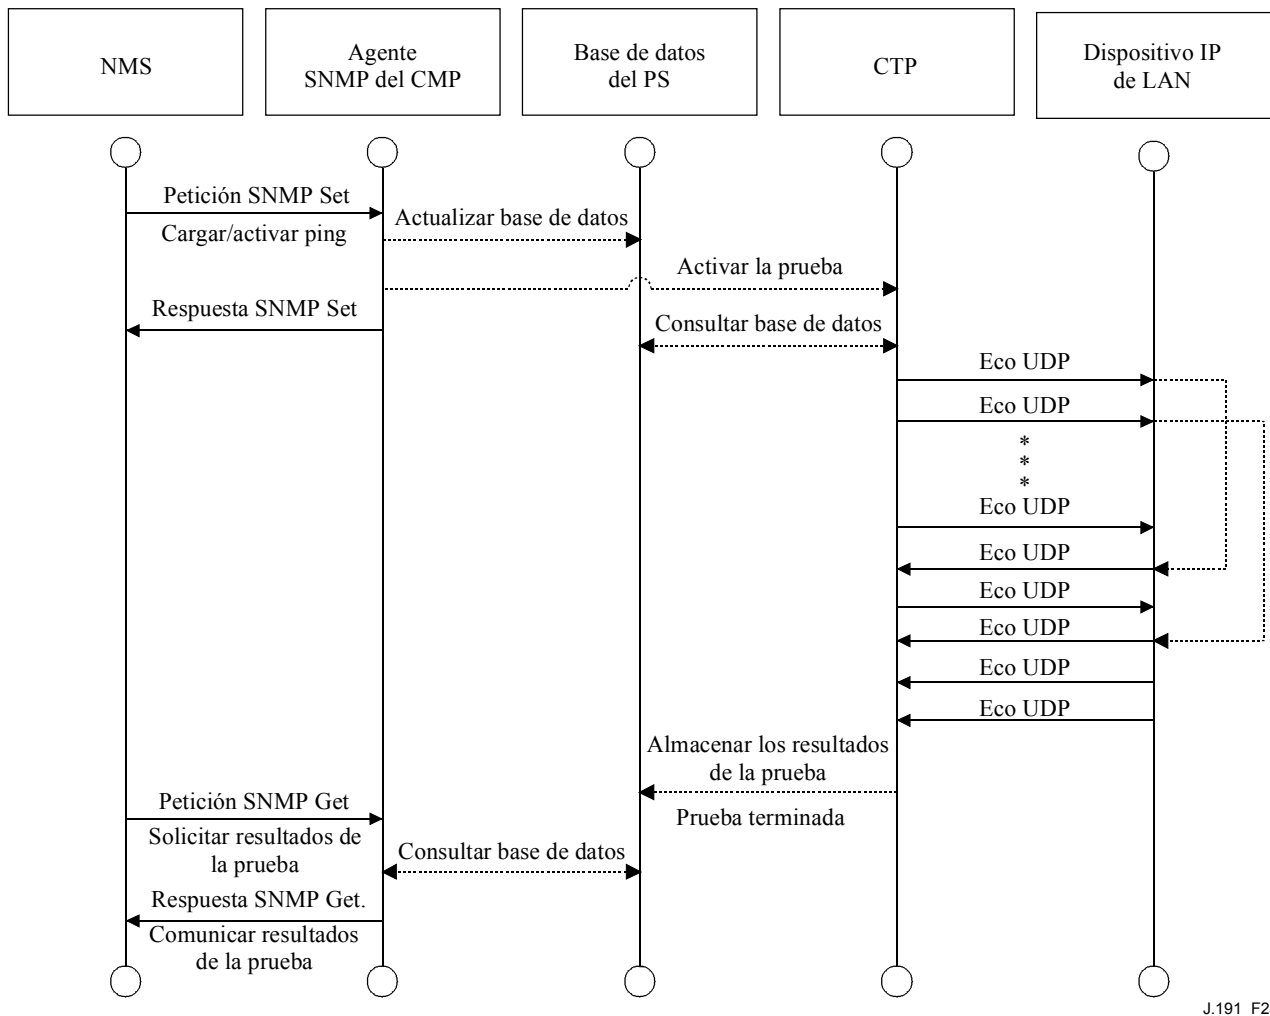 NMS
Agente
SNMP del CMP
Base de datos
del PS
CTP
Dispositivo IP
de LAN
Petición SNMP Set
Cargar/activar ping
Actualizar base de datos
Activar la prueba
Respuesta SNMP Set
Consultar base de datos
Eco UDP
Eco UDP
*
*
*
Eco UDP
Eco UDP
Eco UDP
Eco UDP
Eco UDP
Eco UDP
Almacenar los resultados
de la prueba
Prueba terminada
Petición SNMP Get
Solicitar resultados de
la prueba
Consultar base de datos
Respuesta SNMP Get.
Comunicar resultados
de la prueba
J.191 F2